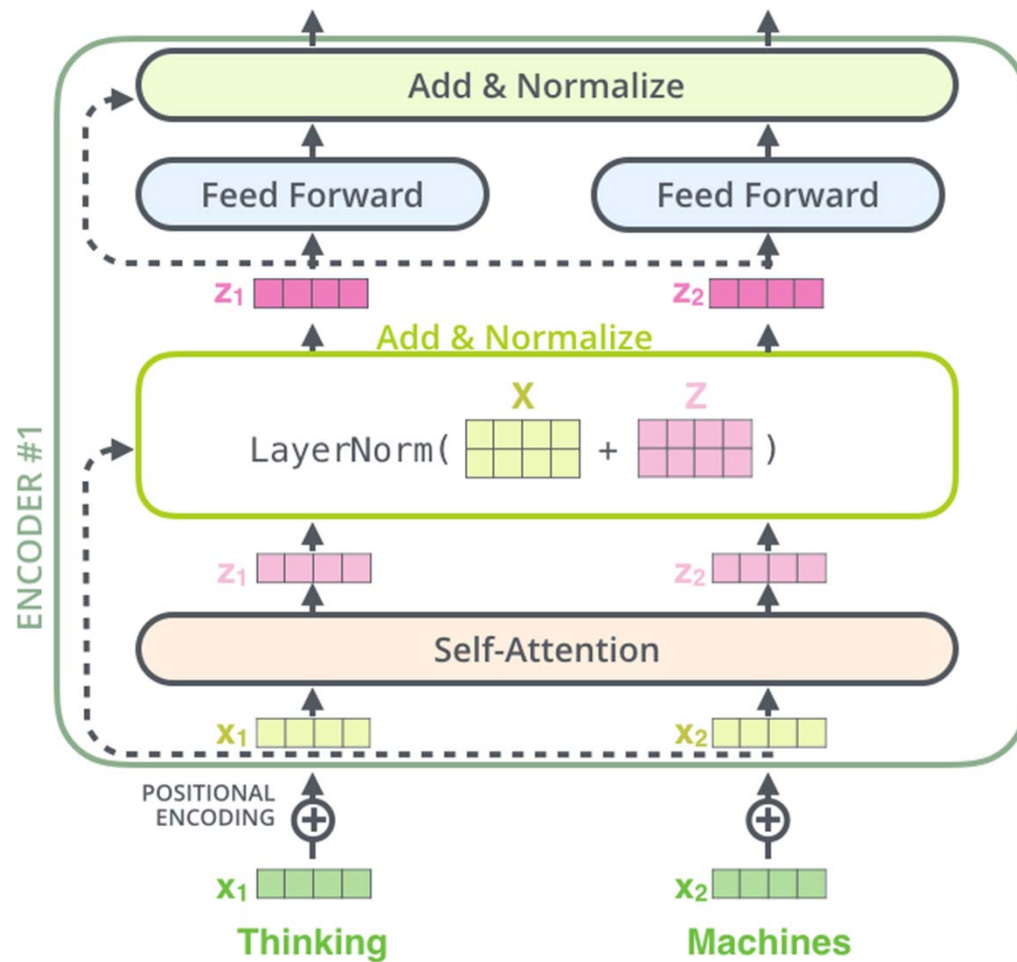 Add & Normalize
Feed Forward Feed Forward
z1 z2
Add & Normalize
X Z
LayerNorm( + )
ENCODER #1
z1 z2
Self-Attention
x1 x2
POSITIONAL
ENCODING
x1 x2
Thinking Machines